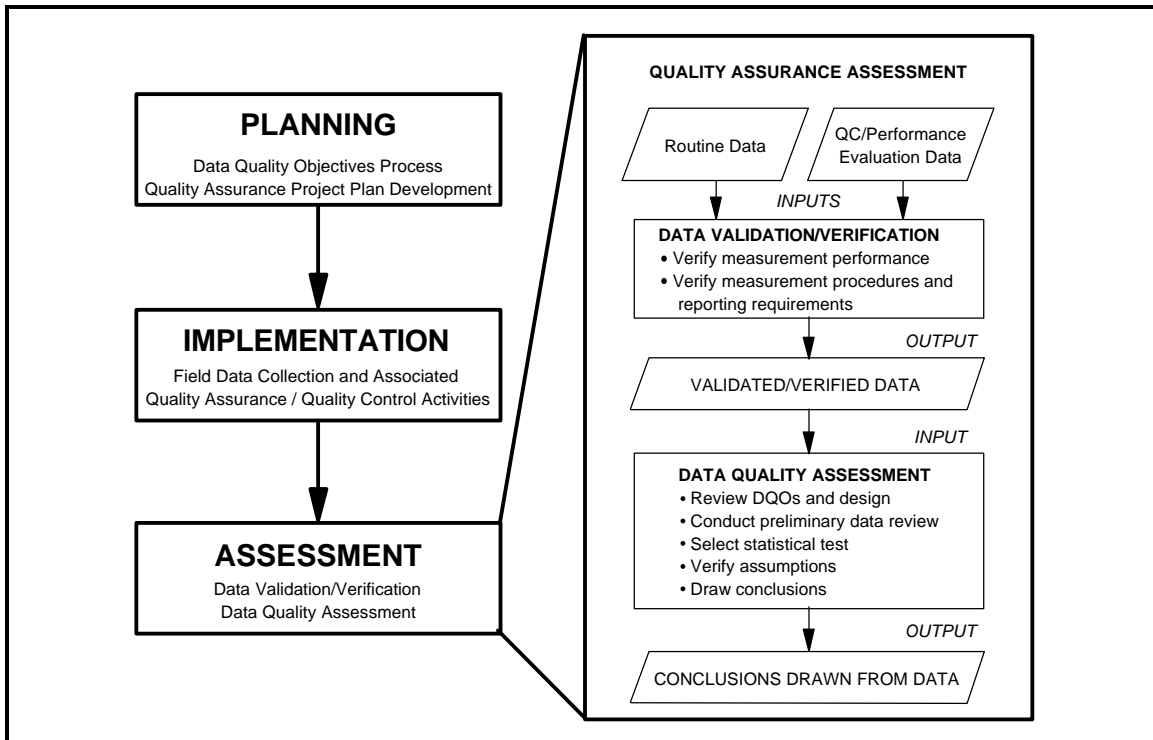 PLANNING
Data Quality Objectives Process
Quality Assurance Project Plan Development
IMPLEMENTATION
Field Data Collection and Associated
Quality Assurance / Quality Control Activities
ASSESSMENT
Data Validation/Verification
Data Quality Assessment
QUALITY ASSURANCE ASSESSMENT
Routine Data
QC/Performance
Evaluation Data
INPUTS
DATA VALIDATION/VERIFICATION
• Verify measurement performance
• Verify measurement procedures and
reporting requirements
OUTPUT
VALIDATED/VERIFIED DATA
INPUT
DATA QUALITY ASSESSMENT
• Review DQOs and design
• Conduct preliminary data review
• Select statistical test
• Verify assumptions
• Draw conclusions
OUTPUT
CONCLUSIONS DRAWN FROM DATA